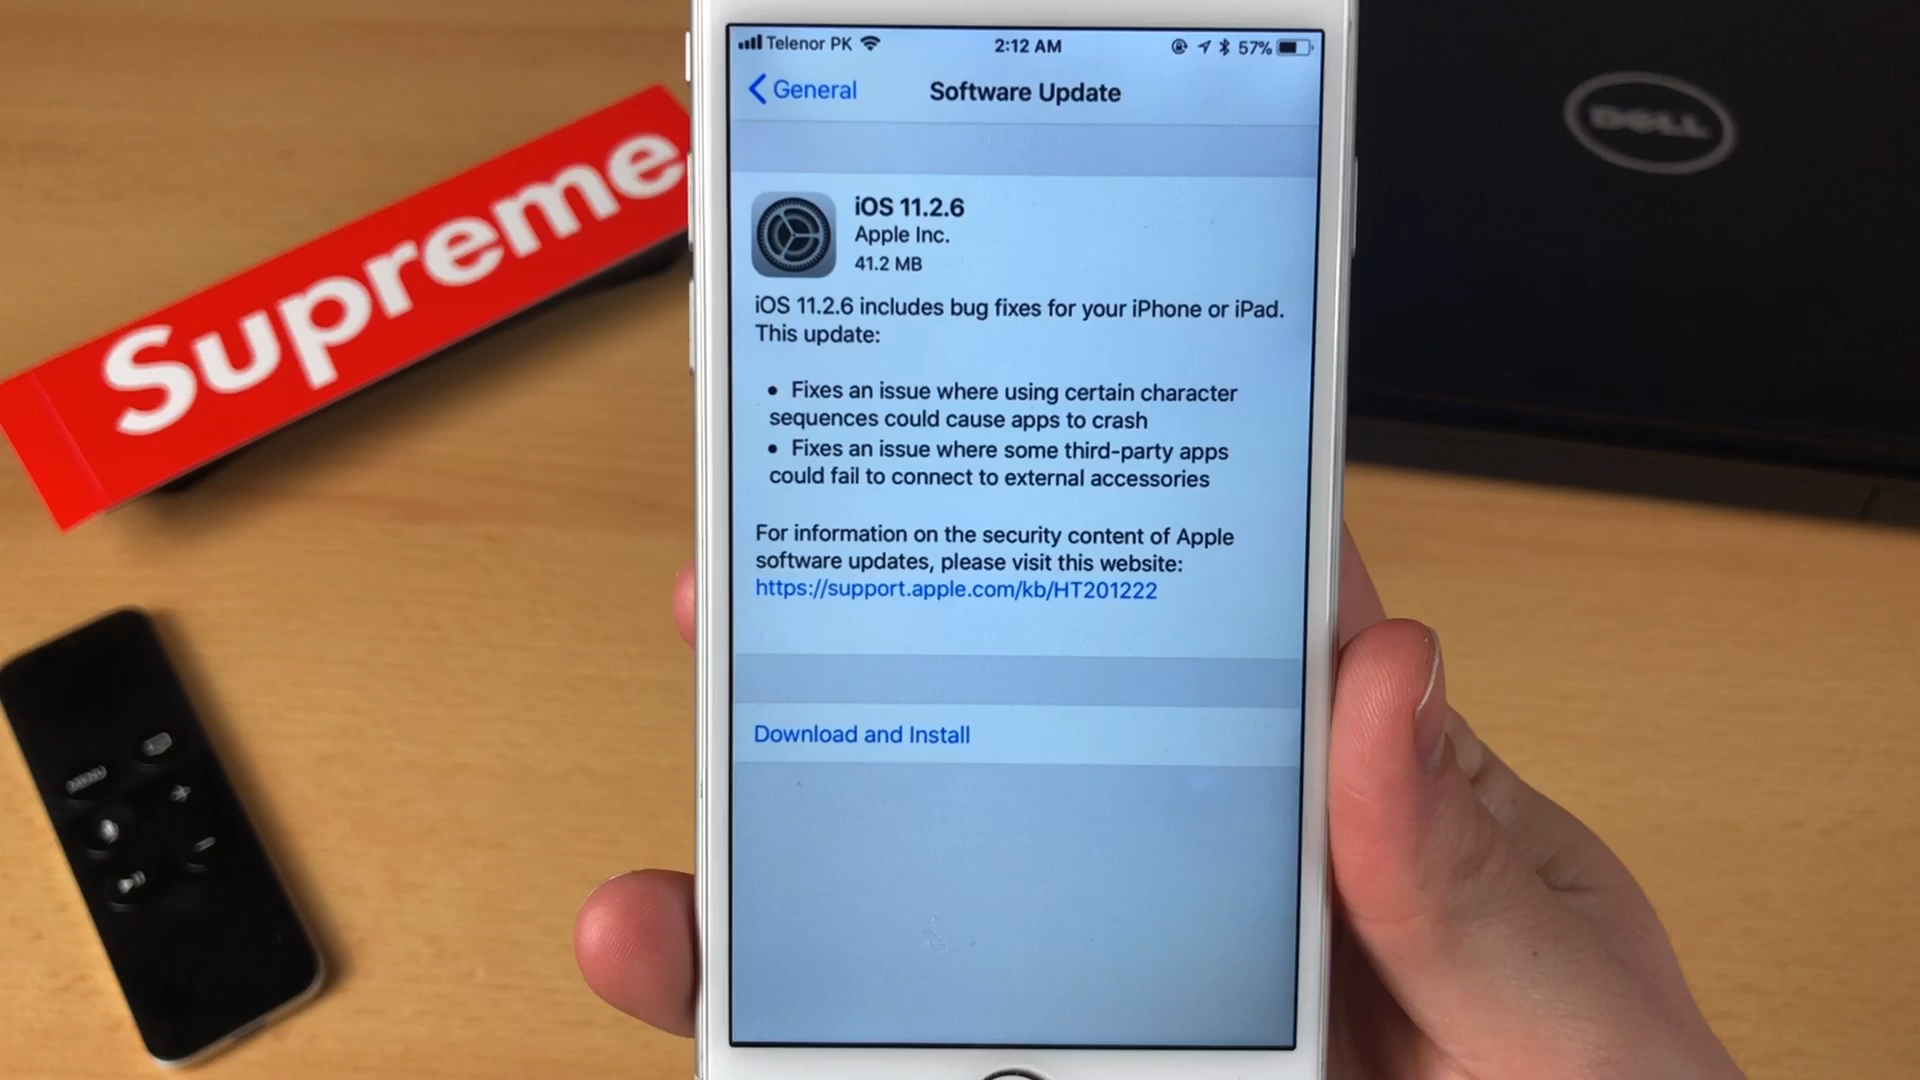 Telenor PK
2:12 AM
57%
General
Software Update
iOS 11.2.6
Apple Inc.
41.2 MB
iOS 11.2.6 includes bug fixes for your iPhone or iPad.
This update:
• Fixes an issue where using certain character
sequences could cause apps to crash
• Fixes an issue where some third-party apps
could fail to connect to external accessories
For information on the security content of Apple
software updates, please visit this website:
https://support.apple.com/kb/HT201222
Download and Install
Supreme
DELL
MENU